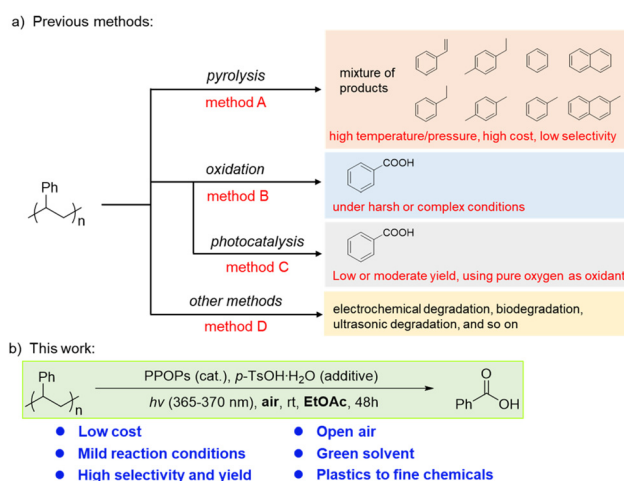 a) Previous methods:
pyrolysis
method A
mixture of
products
high temperature/pressure, high cost, low selectivity
Ph
n
oxidation
method B
COOH
under harsh or complex conditions
photocatalysis
method C
COOH
Low or moderate yield, using pure oxygen as oxidant
other methods
method D
electrochemical degradation, biodegradation,
ultrasonic degradation, and so on
b) This work:
Ph
n
PPOPs (cat.), p-TsOH·H₂O (additive)
hv (365-370 nm), air, rt, EtOAc, 48h
O
Ph
OH
Low cost
Mild reaction conditions
High selectivity and yield
Open air
Green solvent
Plastics to fine chemicals